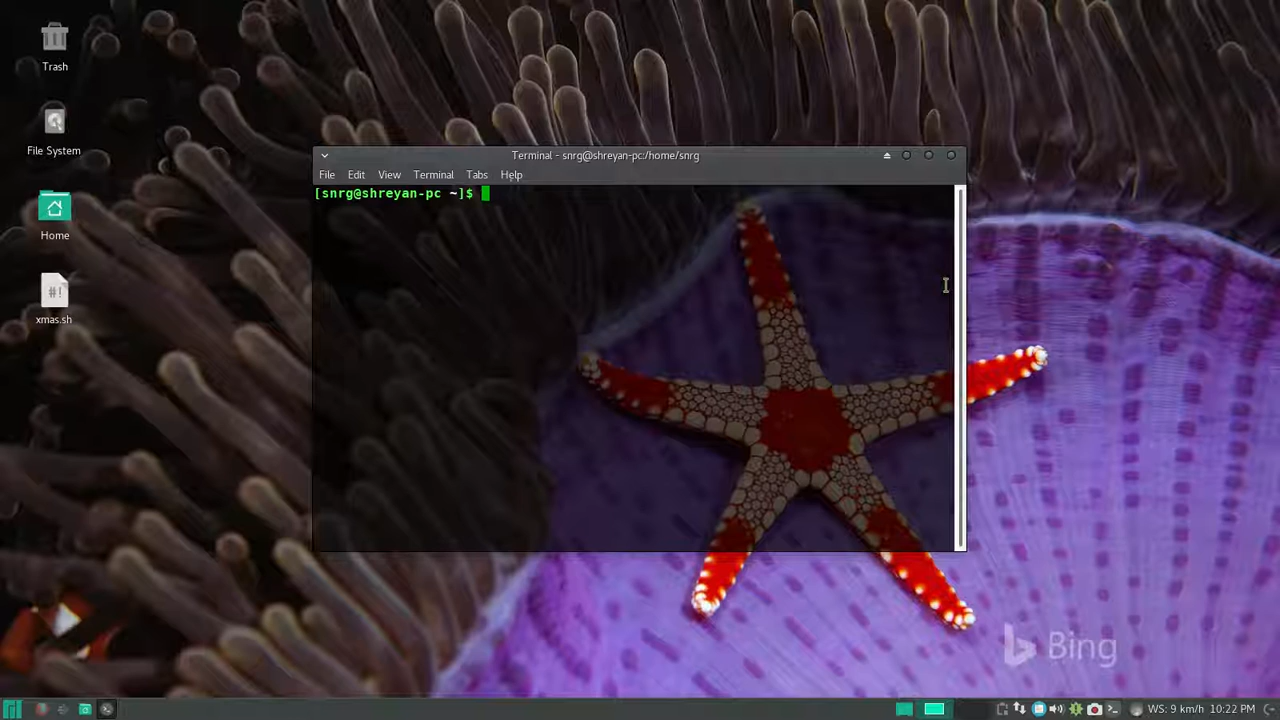 Trash
File System
Home
#!
xmas.sh
Terminal - snrg@shreyan-pc:/home/snrg
File Edit View Terminal Tabs Help
[snrg@shreyan-pc ~]$
Bing
WS: 9 km/h 10:22 PM